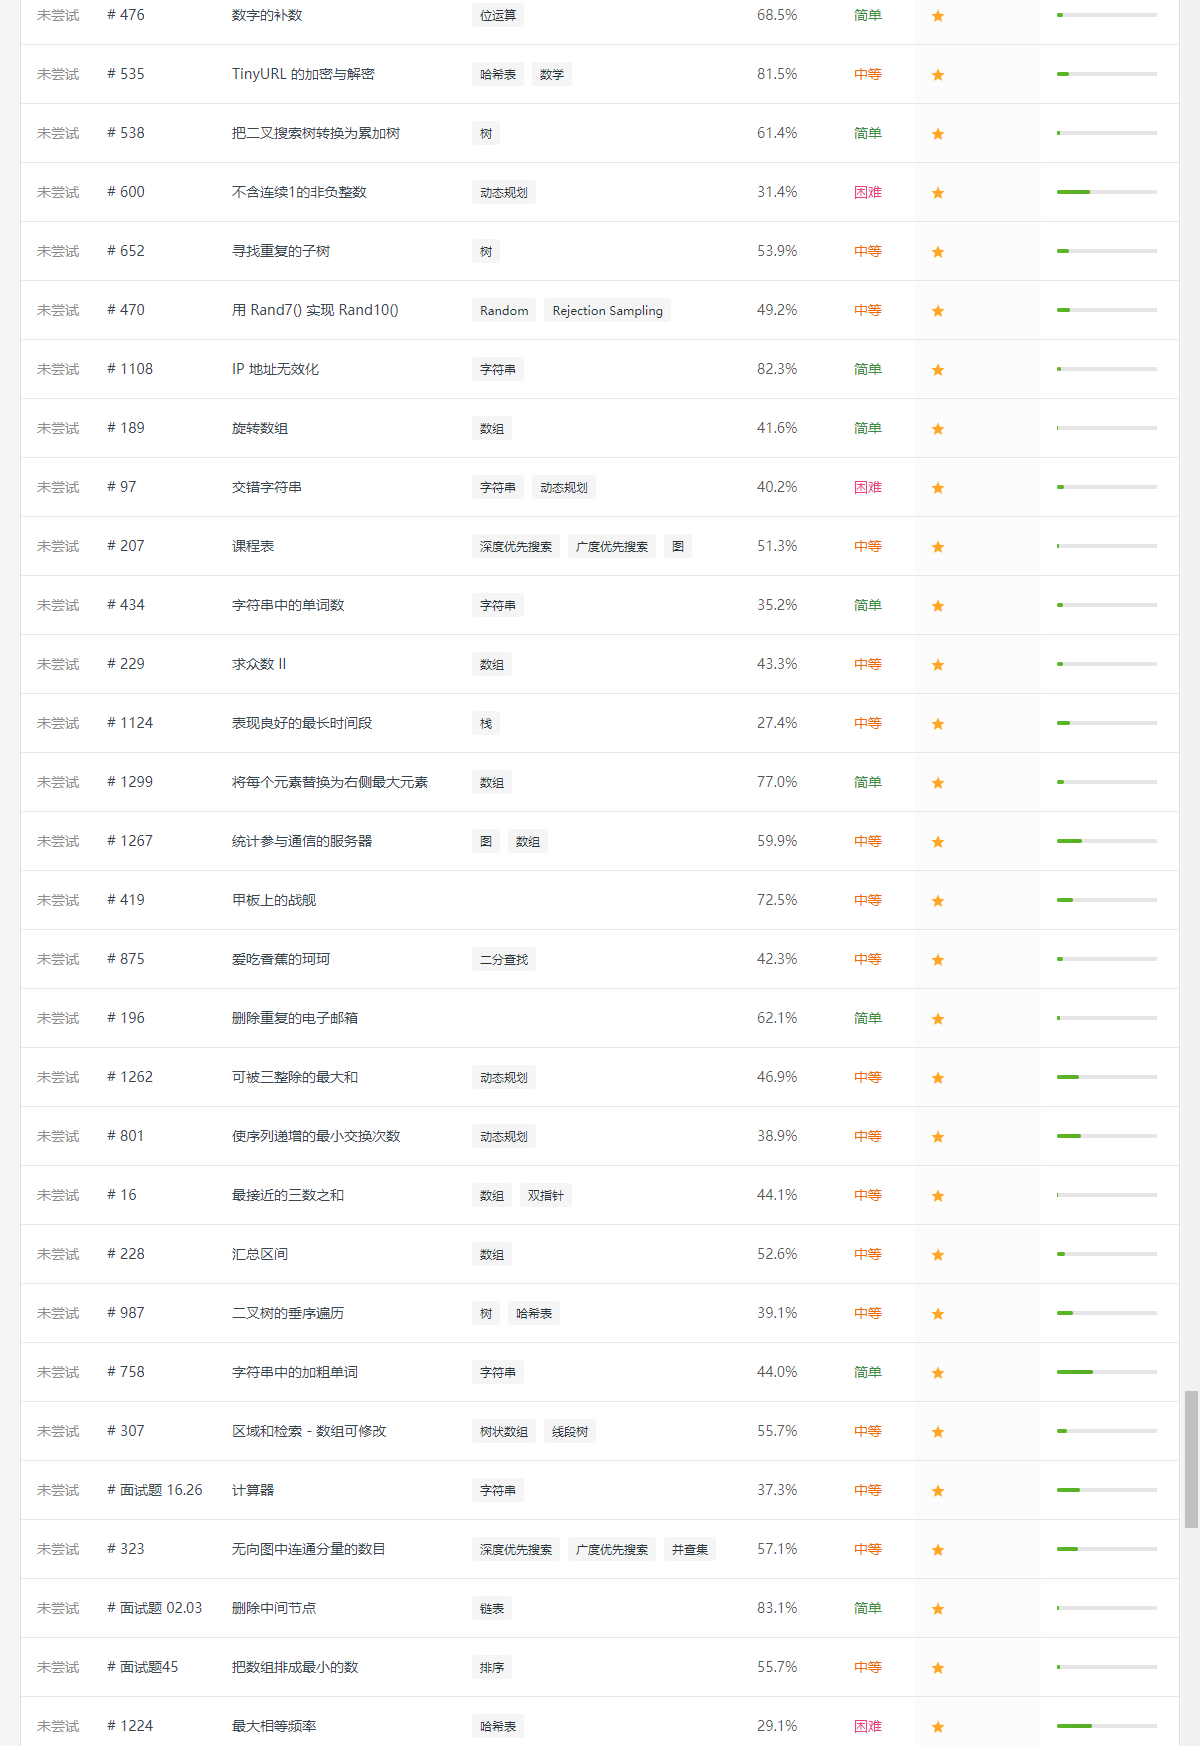 未尝试 # 476 数字的补数 位运算 68.5% 简单
未尝试 # 535 TinyURL 的加密与解密 哈希表 数学 81.5% 中等
未尝试 # 538 把二叉搜索树转换为累加树 树 61.4% 简单
未尝试 # 600 不含连续1的非负整数 动态规划 31.4% 困难
未尝试 # 652 寻找重复的子树 树 53.9% 中等
未尝试 # 470 用 Rand7() 实现 Rand10() Random Rejection Sampling 49.2% 中等
未尝试 # 1108 IP 地址无效化 字符串 82.3% 简单
未尝试 # 189 旋转数组 数组 41.6% 简单
未尝试 # 97 交错字符串 字符串 动态规划 40.2% 困难
未尝试 # 207 课程表 深度优先搜索 广度优先搜索 图 51.3% 中等
未尝试 # 434 字符串中的单词数 字符串 35.2% 简单
未尝试 # 229 求众数 II 数组 43.3% 中等
未尝试 # 1124 表现良好的最长时间段 栈 27.4% 中等
未尝试 # 1299 将每个元素替换为右侧最大元素 数组 77.0% 简单
未尝试 # 1267 统计参与通信的服务器 图 数组 59.9% 中等
未尝试 # 419 甲板上的战舰 72.5% 中等
未尝试 # 875 爱吃香蕉的珂珂 二分查找 42.3% 中等
未尝试 # 196 删除重复的电子邮箱 62.1% 简单
未尝试 # 1262 可被三整除的最大和 动态规划 46.9% 中等
未尝试 # 801 使序列递增的最小交换次数 动态规划 38.9% 中等
未尝试 # 16 最接近的三数之和 数组 双指针 44.1% 中等
未尝试 # 228 汇总区间 数组 52.6% 中等
未尝试 # 987 二叉树的垂序遍历 树 哈希表 39.1% 中等
未尝试 # 758 字符串中的加粗单词 字符串 44.0% 简单
未尝试 # 307 区域和检索 - 数组可修改 树状数组 线段树 55.7% 中等
未尝试 # 面试题 16.26 计算器 字符串 37.3% 中等
未尝试 # 323 无向图中连通分量的数目 深度优先搜索 广度优先搜索 并查集 57.1% 中等
未尝试 # 面试题 02.03 删除中间节点 链表 83.1% 简单
未尝试 # 面试题45 把数组排成最小的数 排序 55.7% 中等
未尝试 # 1224 最大相等频率 哈希表 29.1% 困难